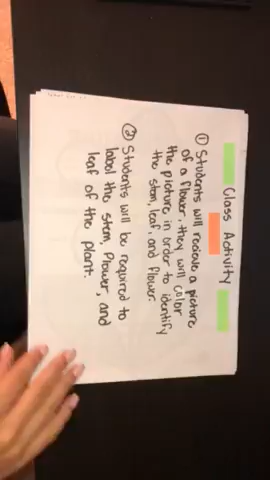 Class Activity
① Students will recieve a picture
of a flower, they will color
the picture in order to identify
the stem, leaf, and flower.
② Students will be required to
label the stem, flower, and
leaf of the plant.